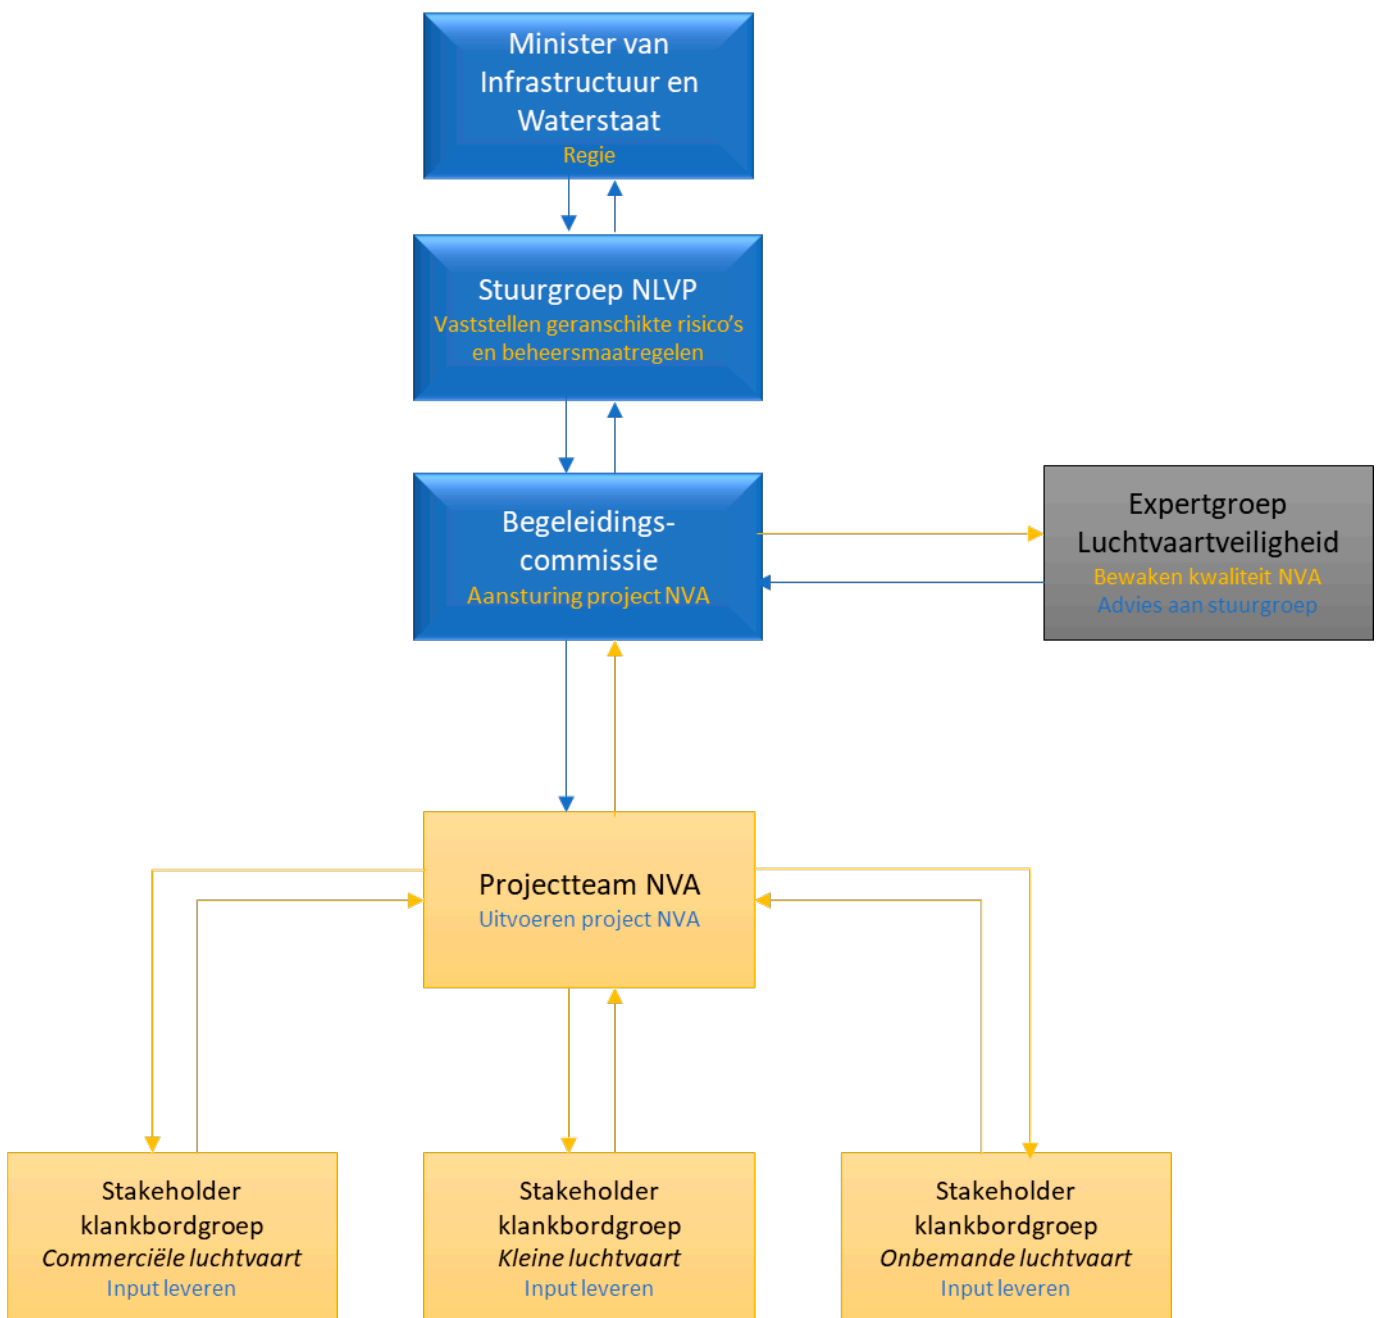 Minister van
Infrastructuur en
Waterstaat
Regie
Stuurgroep NLVP
Vaststellen geranschikte risico's
en beheersmaatregelen
Begeleidings-
commissie
Aansturing project NVA
Expertgroep
Luchtvaartveiligheid
Bewaken kwaliteit NVA
Advies aan stuurgroep
Projectteam NVA
Uitvoeren project NVA
Stakeholder
klankbordgroep
Commerciële luchtvaart
Input leveren
Stakeholder
klankbordgroep
Kleine luchtvaart
Input leveren
Stakeholder
klankbordgroep
Onbemande luchtvaart
Input leveren